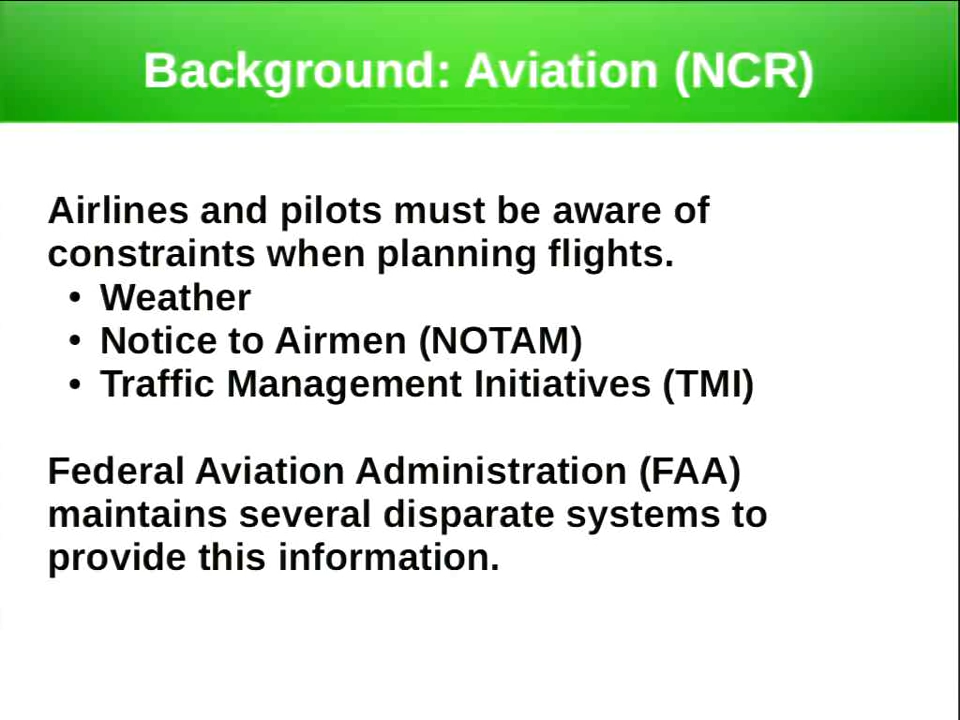 Background: Aviation (NCR)
Airlines and pilots must be aware of
constraints when planning flights.
• Weather
• Notice to Airmen (NOTAM)
• Traffic Management Initiatives (TMI)
Federal Aviation Administration (FAA)
maintains several disparate systems to
provide this information.